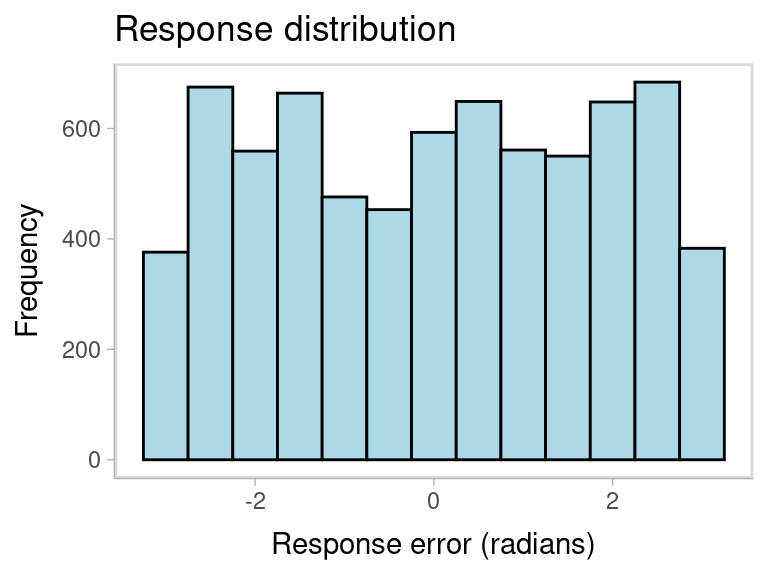 Response distribution
Frequency
600
400
200
0
-2 0 2
Response error (radians)